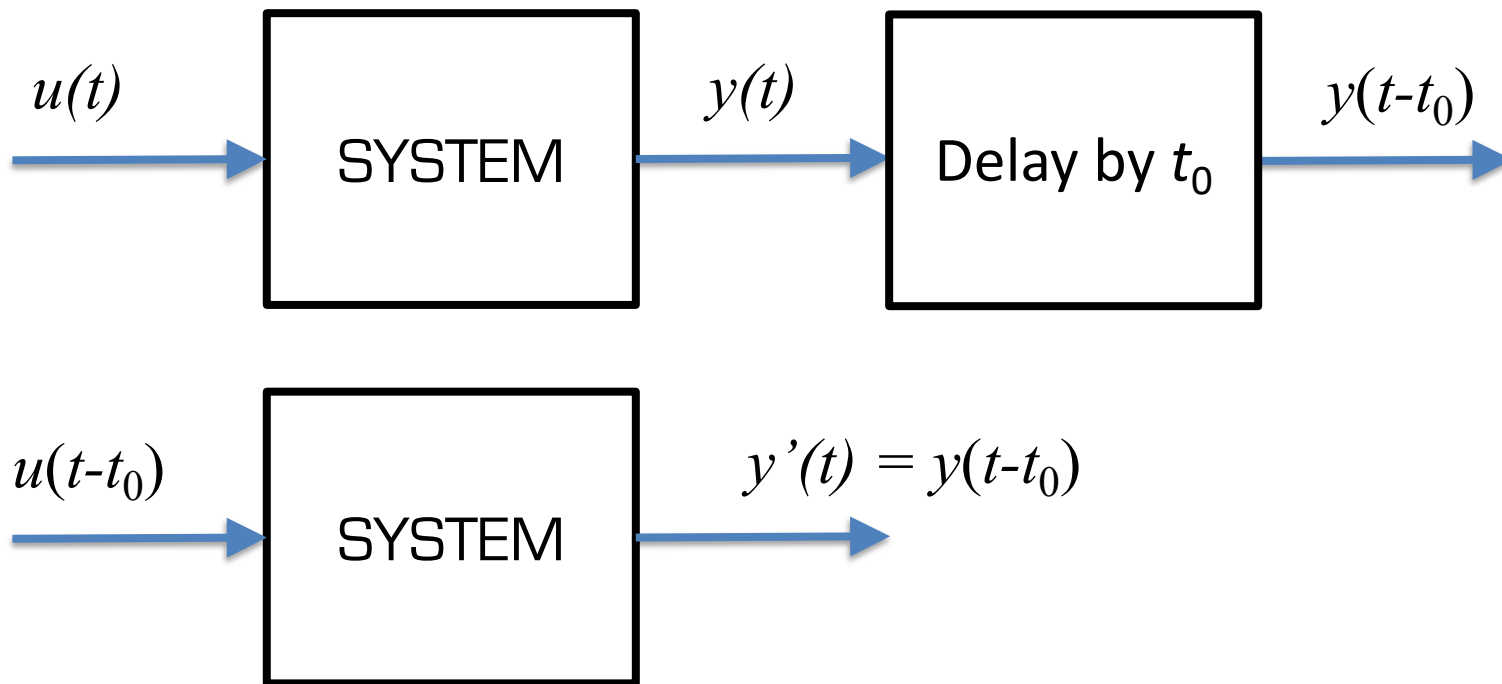 u(t)
SYSTEM
y(t)
Delay by t₀
y(t-t₀)
u(t-t₀)
SYSTEM
y’(t) = y(t-t₀)